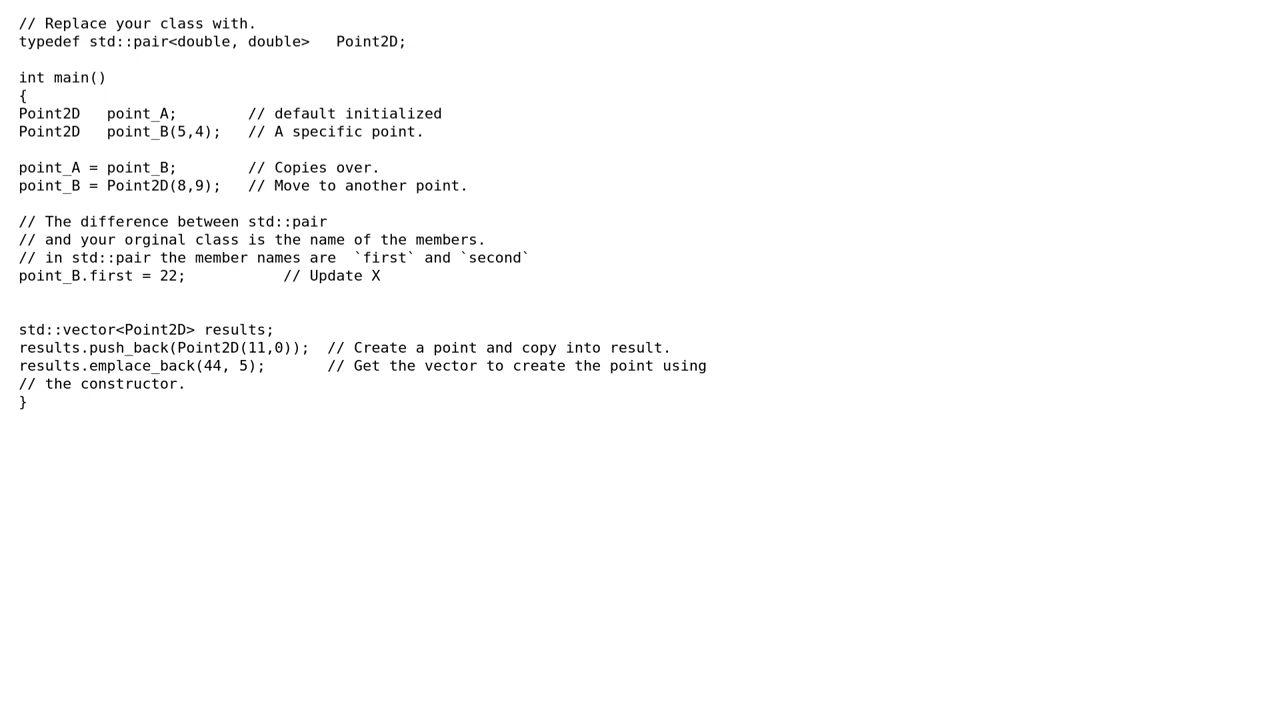 // Replace your class with.
typedef std::pair<double, double>   Point2D;

int main()
{
Point2D   point_A;        // default initialized
Point2D   point_B(5,4);   // A specific point.

point_A = point_B;        // Copies over.
point_B = Point2D(8,9);   // Move to another point.

// The difference between std::pair
// and your orginal class is the name of the members.
// in std::pair the member names are  `first` and `second`
point_B.first = 22;           // Update X


std::vector<Point2D> results;
results.push_back(Point2D(11,0));  // Create a point and copy into result.
results.emplace_back(44, 5);       // Get the vector to create the point using
// the constructor.
}